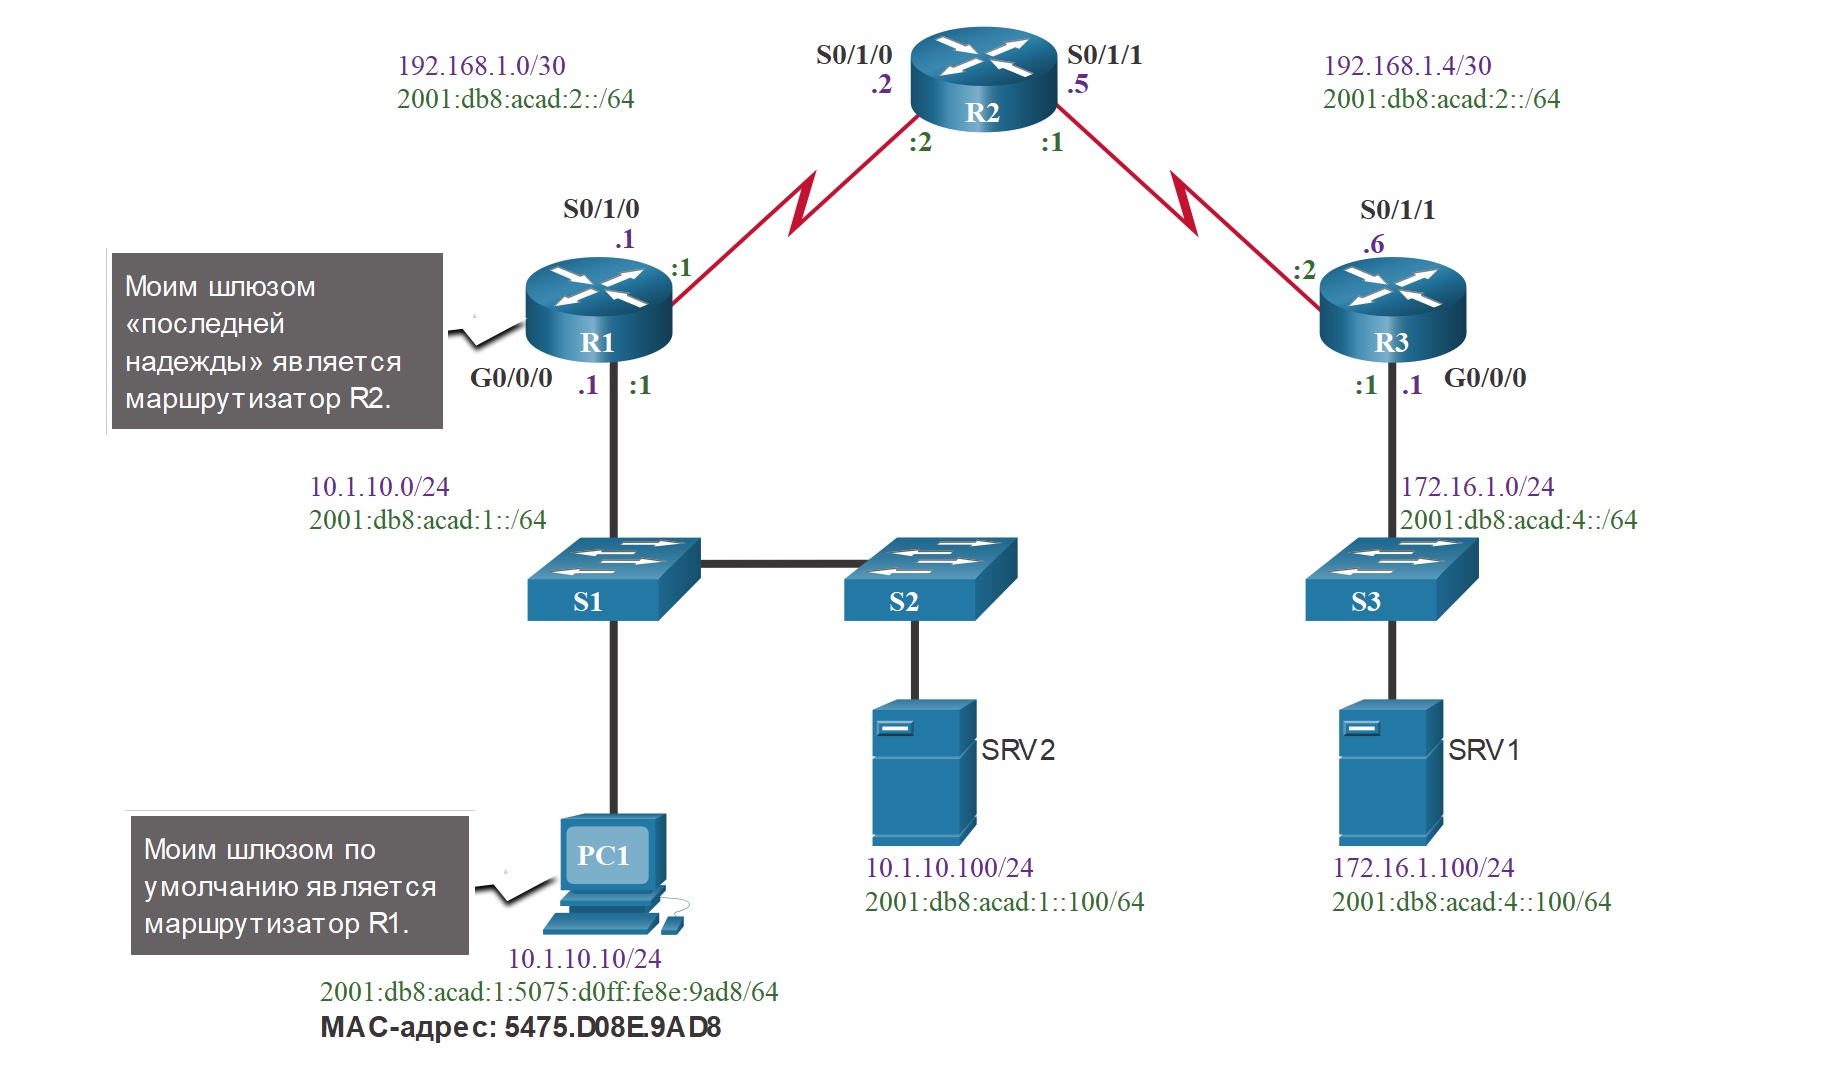 192.168.1.0/30
2001:db8:acad:2::/64
S0/1/0
.2
S0/1/1
.5
R2
:2
:1
192.168.1.4/30
2001:db8:acad:2::/64
S0/1/0
.1
:1
R1
G0/0/0
.1
:1
Моим шлюзом
«последней
надежды» является
маршрутизатор R2.
S0/1/1
.6
:2
R3
:1
.1
G0/0/0
10.1.10.0/24
2001:db8:acad:1::/64
172.16.1.0/24
2001:db8:acad:4::/64
S1
S2
S3
SRV2
SRV1
Моим шлюзом по
умолчанию является
маршрутизатор R1.
PC1
10.1.10.100/24
2001:db8:acad:1::100/64
172.16.1.100/24
2001:db8:acad:4::100/64
10.1.10.10/24
2001:db8:acad:1:5075:d0ff:fe8e:9ad8/64
МАС-адрес: 5475.D08E.9AD8